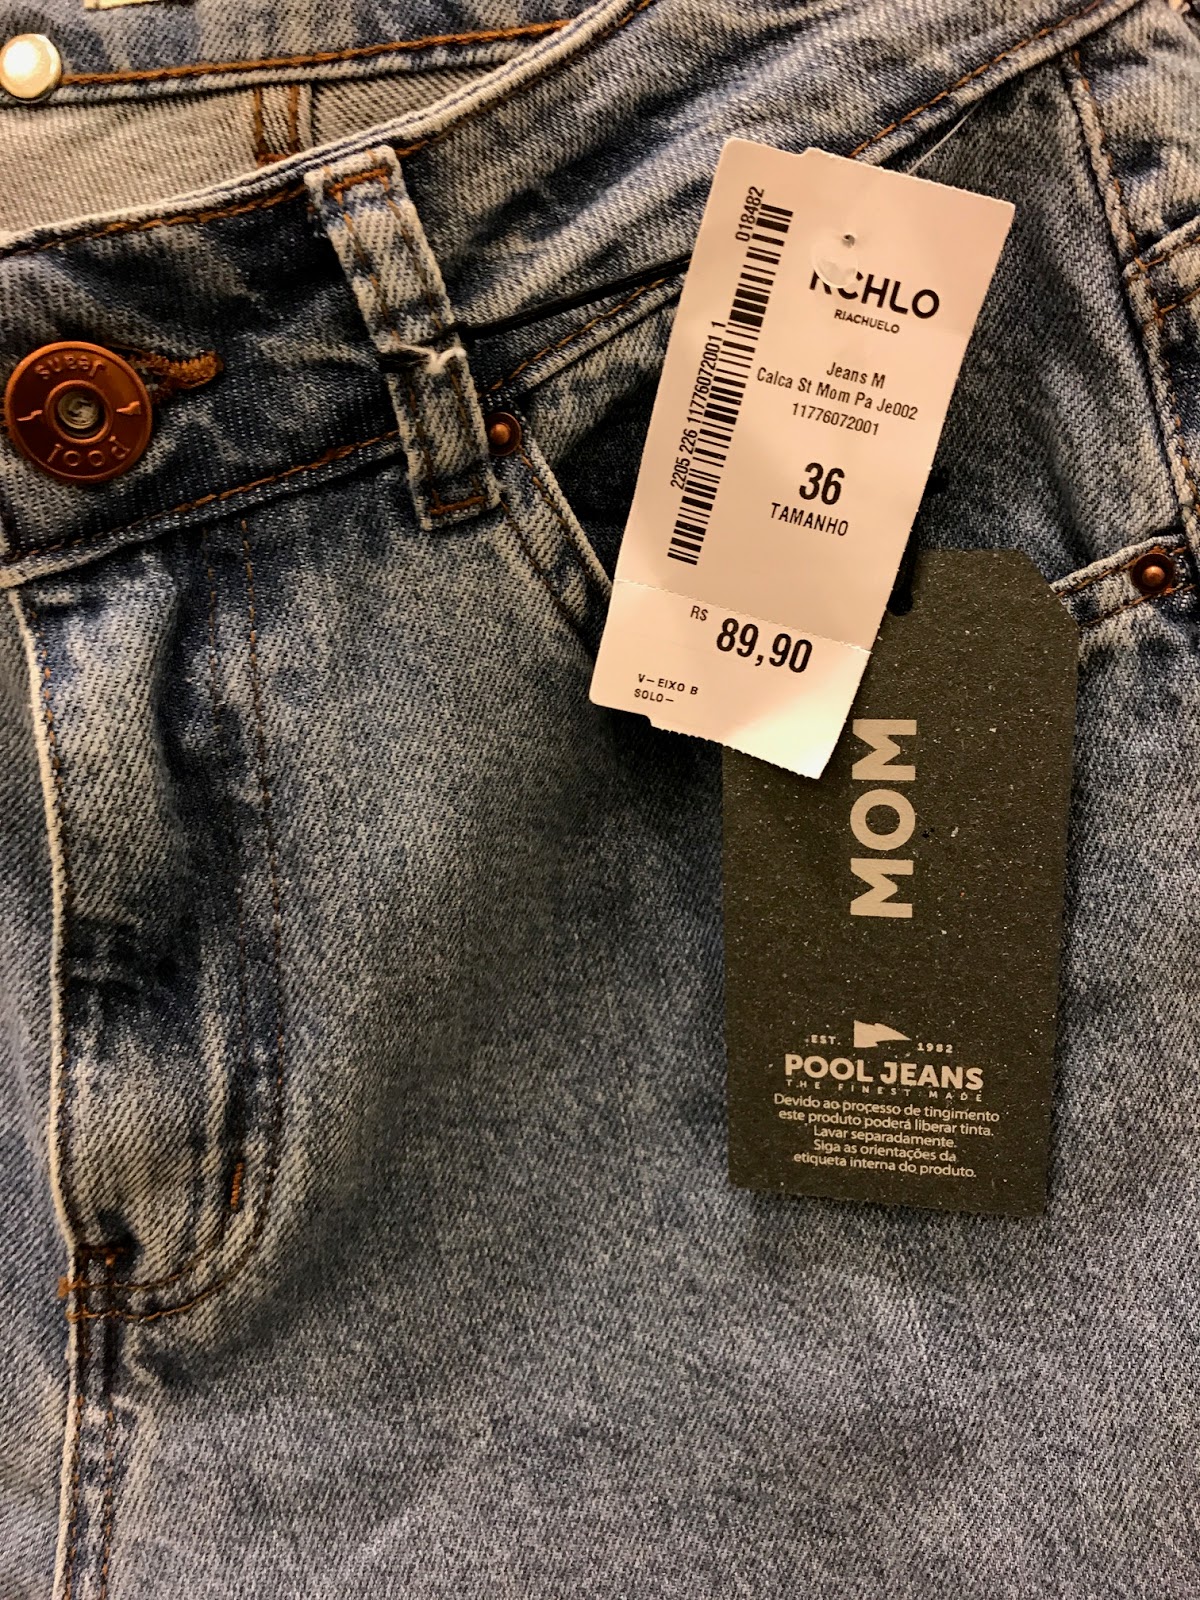 Jeans
POOL
018482
2205 226 11776072001 1
RCHLO
RIACHUELO
Jeans M
Calca St Mom Pa Je002
11776072001
36
TAMANHO
R$ 89,90
V- EIXO B
SOLO-
MOM
EST. 1982
POOL JEANS
THE FINEST MADE
Devido ao processo de tingimento
este produto poderá liberar tinta.
Lavar separadamente.
Siga as orientações da
etiqueta interna do produto.